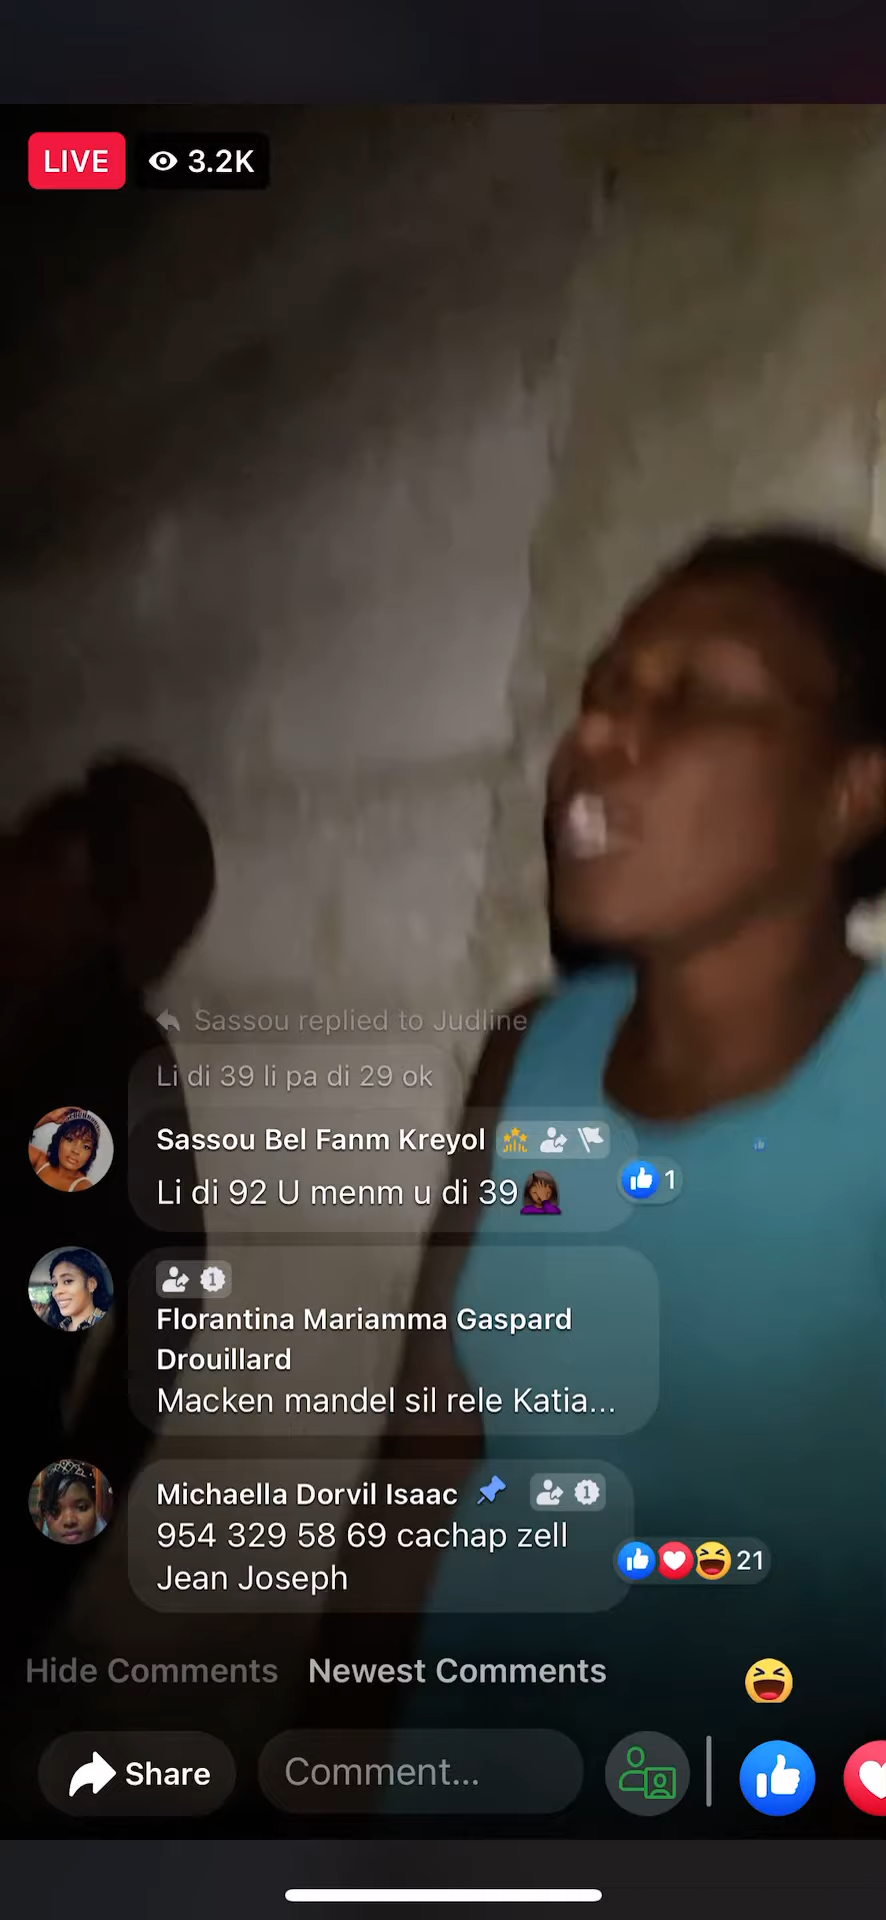 LIVE 3.2K
Sassou replied to Judline
Li di 39 li pa di 29 ok
Sassou Bel Fanm Kreyol
Li di 92 U menm u di 39🤦🏾‍♀️ 1
1
Florantina Mariamma Gaspard
Drouillard
Macken mandel sil rele Katia...
Michaella Dorvil Isaac 1
954 329 58 69 cachap zell
Jean Joseph 21
Hide Comments Newest Comments
Share Comment...